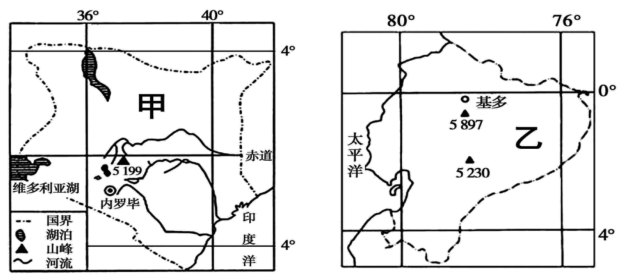 36°
40°
4°
甲
赤道
5 199
维多利亚湖
内罗毕
国界
湖泊
山峰
河流
印
度
洋
4°
80°
76°
0°
基多
5 897
乙
太
平
洋
5 230
4°